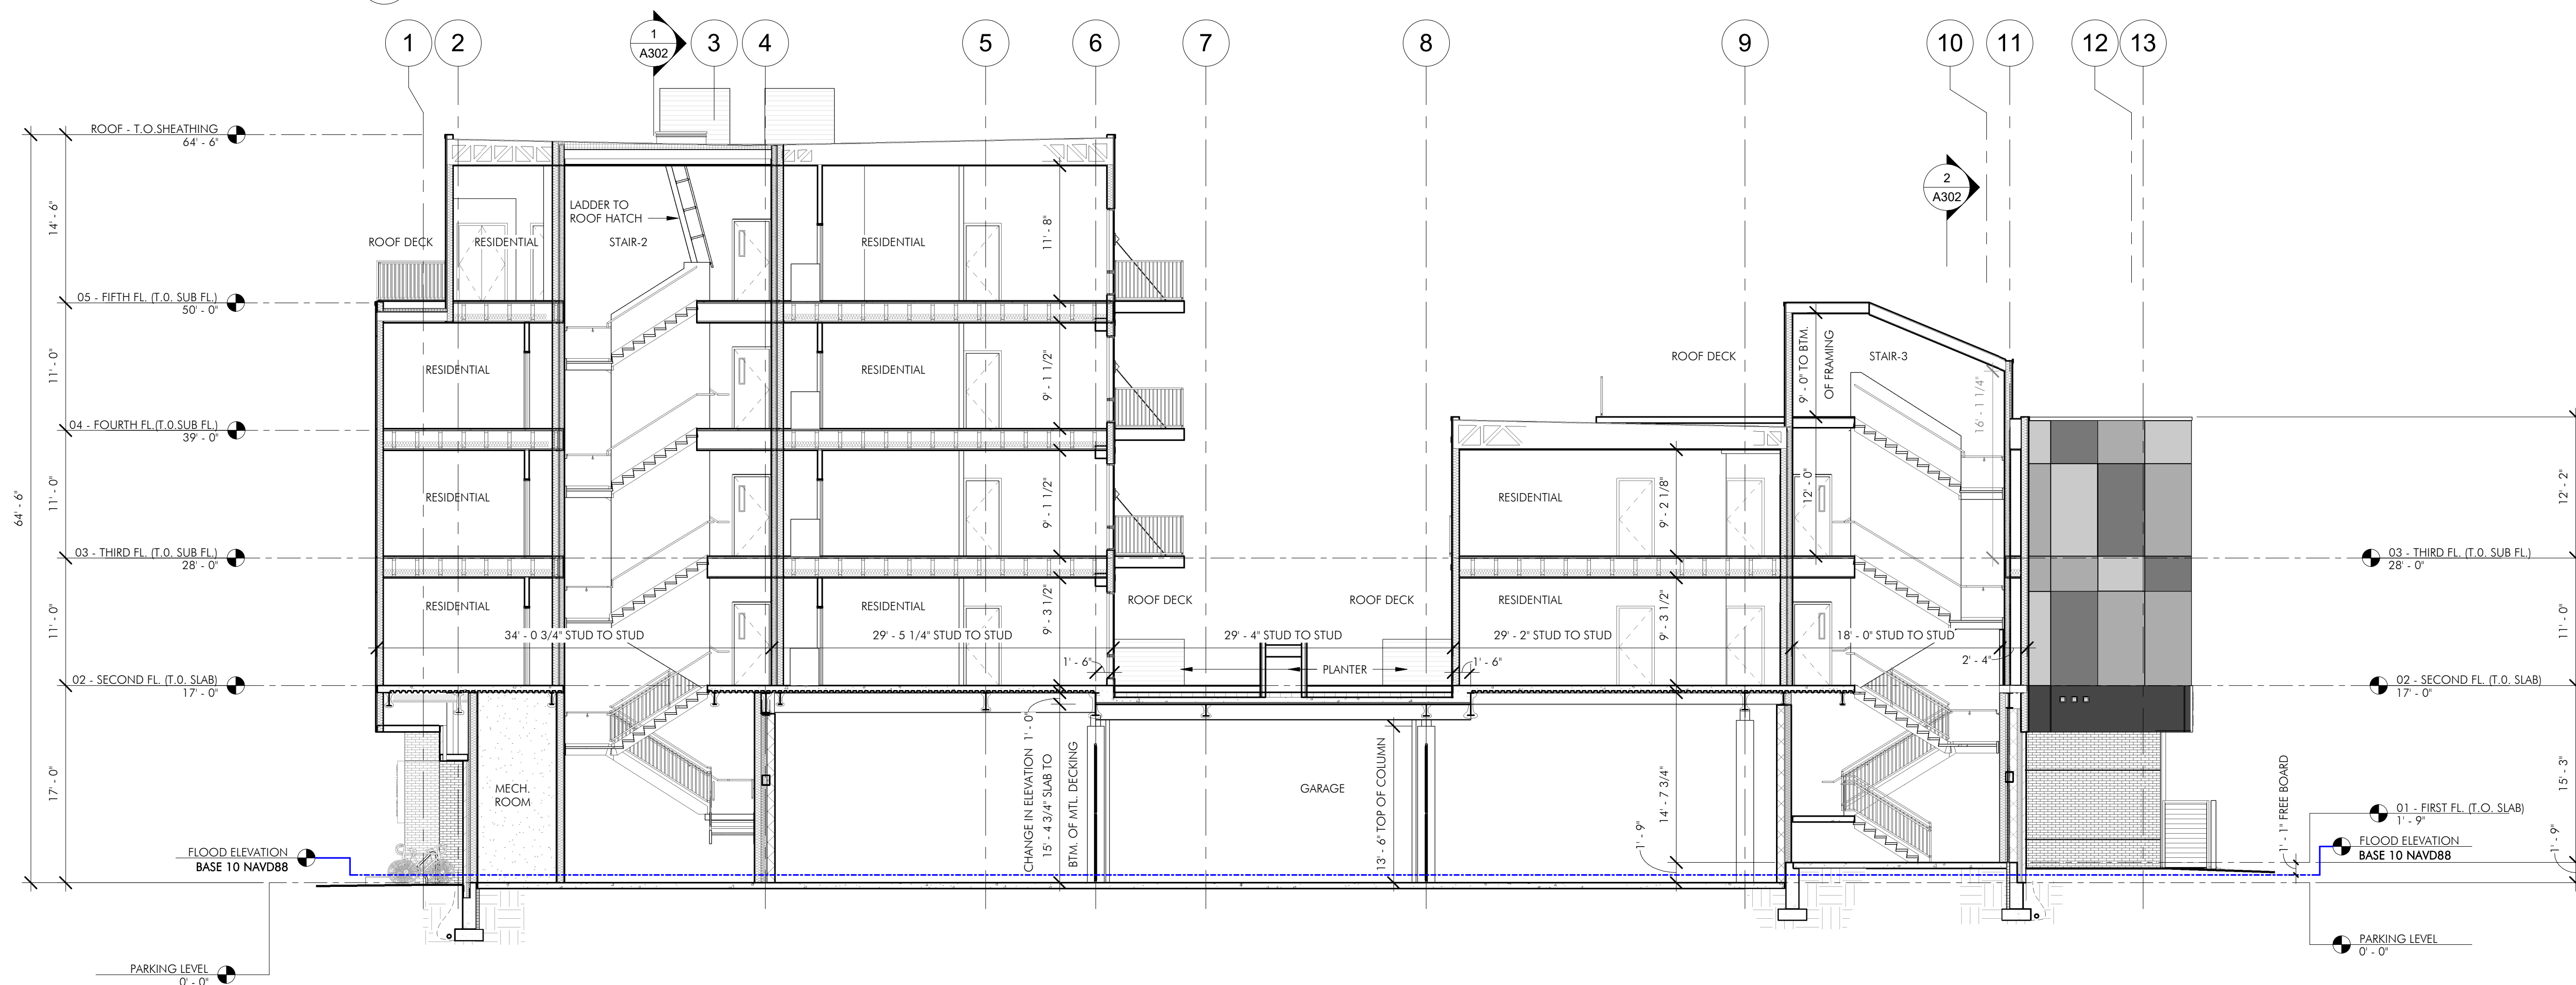 1
2
1
A302
3
4
5
6
7
8
9
10
11
12
13
ROOF - T.O.SHEATHING
64' - 6"
14' - 6"
ROOF DECK
RESIDENTIAL
LADDER TO
ROOF HATCH
STAIR-2
RESIDENTIAL
11' - 8"
2
A302
05 - FIFTH FL. (T.0. SUB FL.)
50' - 0"
11' - 0"
RESIDENTIAL
RESIDENTIAL
9' - 1 1/2"
ROOF DECK
9' - 0" TO BTM.
OF FRAMING
STAIR-3
16' - 1 1/4"
04 - FOURTH FL.(T.0.SUB FL.)
39' - 0"
64' - 6"
11' - 0"
RESIDENTIAL
RESIDENTIAL
9' - 1 1/2"
RESIDENTIAL
9' - 2 1/8"
12' - 0"
12' - 2"
03 - THIRD FL. (T.0. SUB FL.)
28' - 0"
03 - THIRD FL. (T.0. SUB FL.)
28' - 0"
11' - 0"
RESIDENTIAL
RESIDENTIAL
9' - 3 1/2"
ROOF DECK
ROOF DECK
RESIDENTIAL
9' - 3 1/2"
11' - 0"
34' - 0 3/4" STUD TO STUD
29' - 5 1/4" STUD TO STUD
29' - 4" STUD TO STUD
29' - 2" STUD TO STUD
18' - 0" STUD TO STUD
1' - 6"
PLANTER
1' - 6"
2' - 4"
02 - SECOND FL. (T.0. SLAB)
17' - 0"
02 - SECOND FL. (T.0. SLAB)
17' - 0"
17' - 0"
MECH.
ROOM
CHANGE IN ELEVATION 1' - 0"
15' - 4 3/4" SLAB TO
BTM. OF MTL. DECKING
GARAGE
13' - 6" TOP OF COLUMN
1' - 9"
14' - 7 3/4"
1' - 1" FREE BOARD
15' - 3"
01 - FIRST FL. (T.O. SLAB)
1' - 9"
1' - 9"
FLOOD ELEVATION
BASE 10 NAVD88
FLOOD ELEVATION
BASE 10 NAVD88
PARKING LEVEL
0' - 0"
PARKING LEVEL
0' - 0"